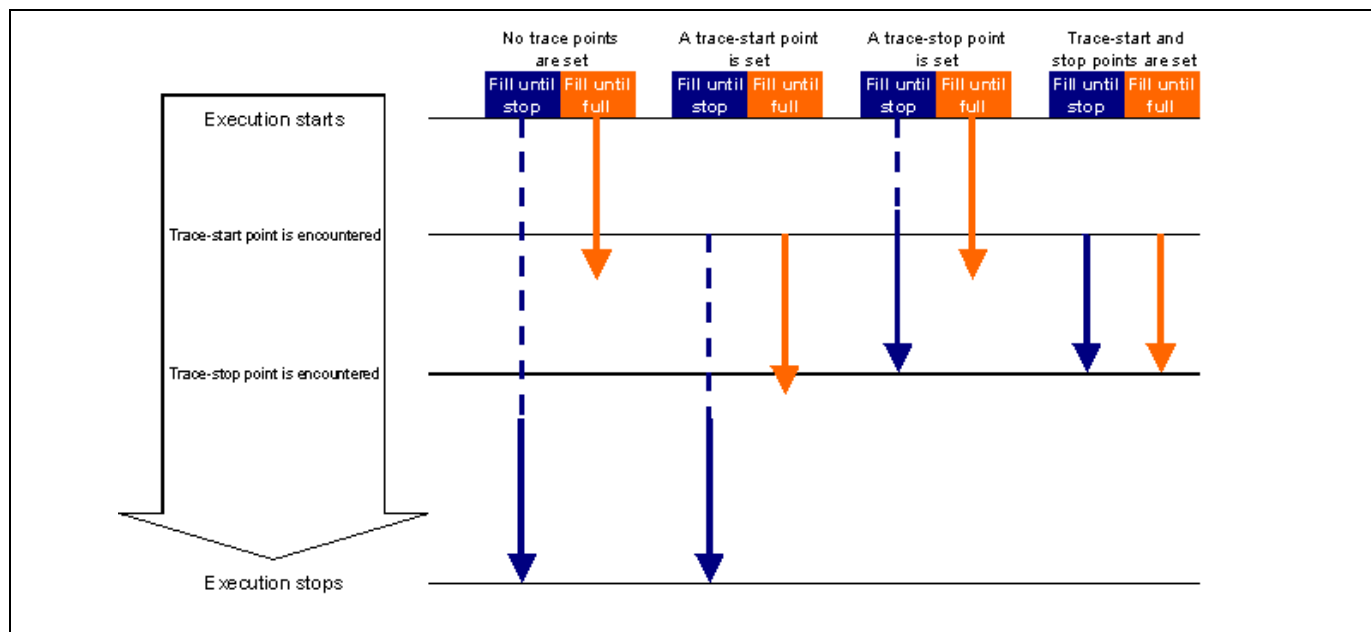 No trace points
are set
A trace-start point
is set
A trace-stop point
is set
Trace-start and
stop points are set
Fill until
stop
Fill until
full
Fill until
stop
Fill until
full
Fill until
stop
Fill until
full
Fill until
stop
Fill until
full
Execution starts
Trace-start point is encountered
Trace-stop point is encountered
Execution stops